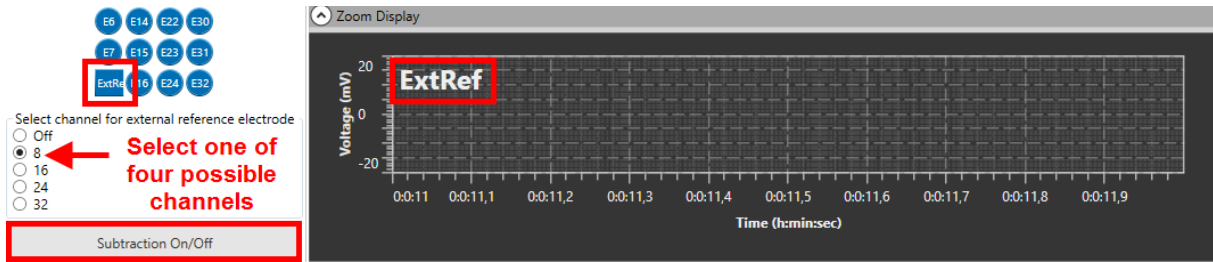 E6 E14 E22 E30
E7 E15 E23 E31
ExtRe E16 E24 E32
Select channel for external reference electrode
Off
8
16
24
32
Select one of
four possible
channels
Subtraction On/Off
Zoom Display
ExtRef
Voltage (mV)
20
0
-20
0:0:11 0:0:11,1 0:0:11,2 0:0:11,3 0:0:11,4 0:0:11,5 0:0:11,6 0:0:11,7 0:0:11,8 0:0:11,9
Time (h:min:sec)